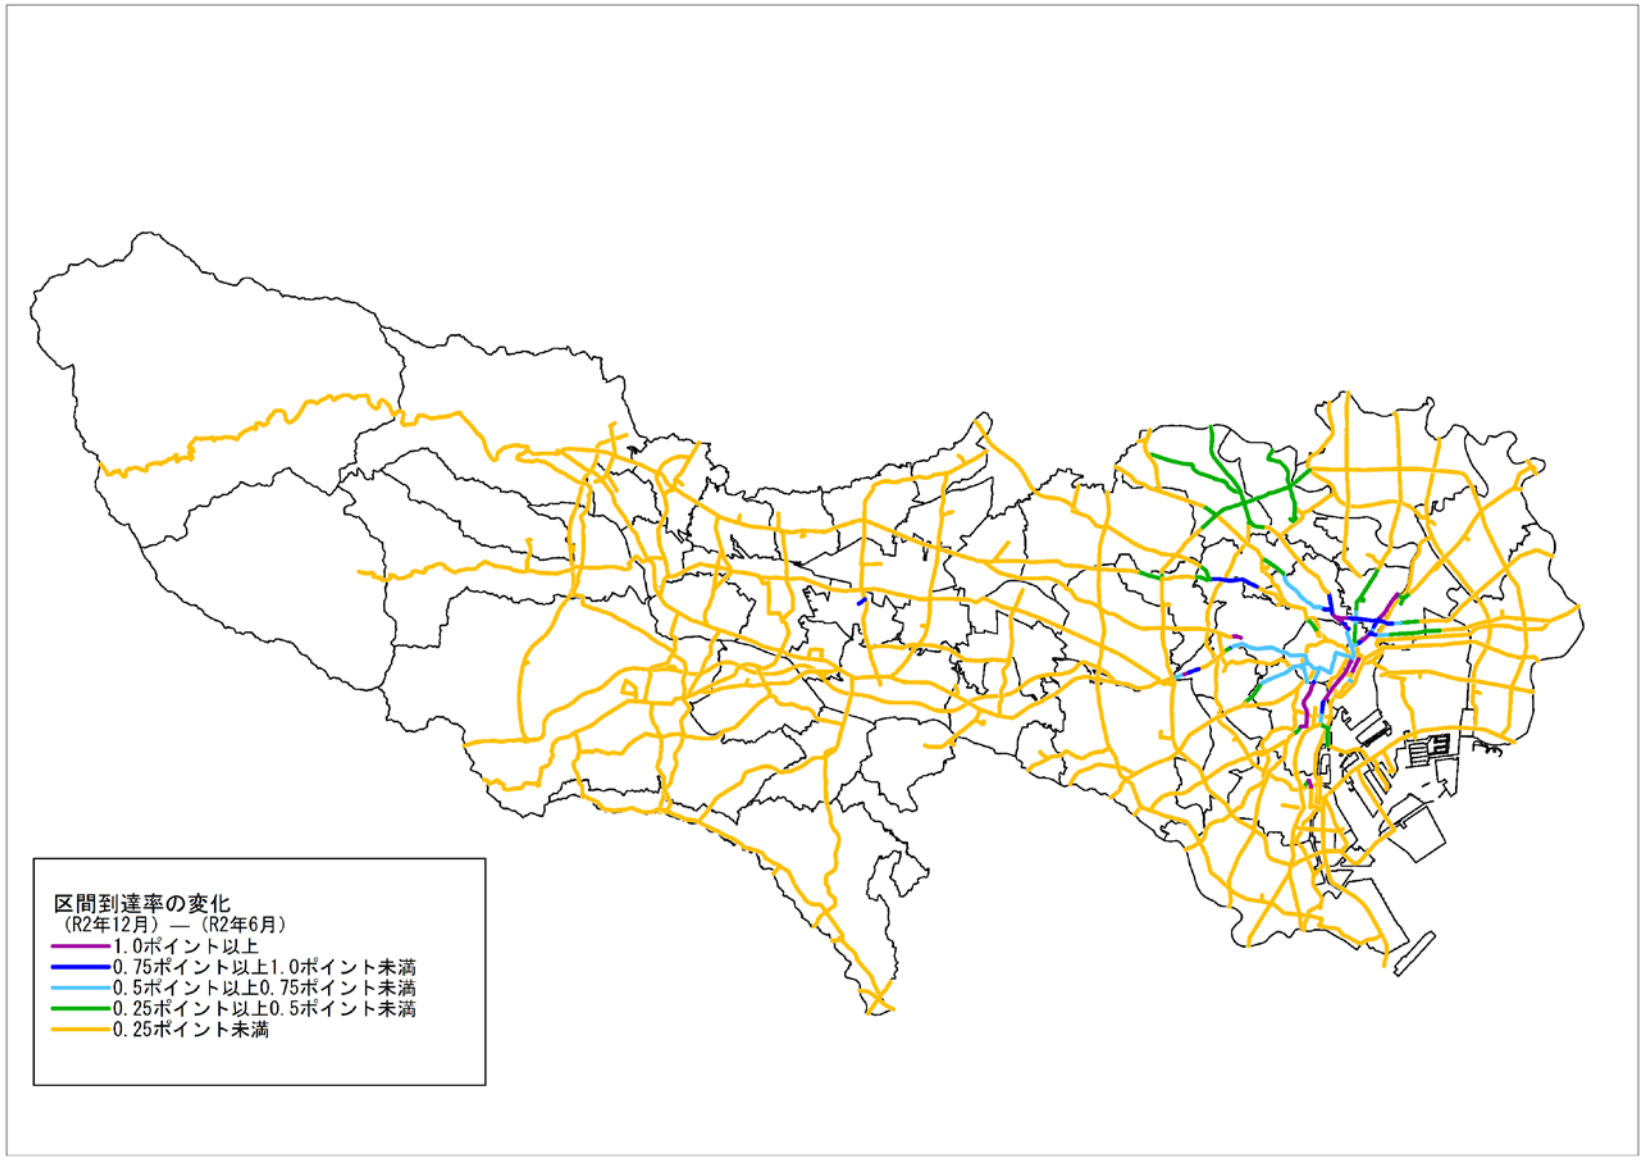 区間到達率の変化
（R2年12月）―（R2年6月）
1.0ポイント以上
0.75ポイント以上1.0ポイント未満
0.5ポイント以上0.75ポイント未満
0.25ポイント以上0.5ポイント未満
0.25ポイント未満